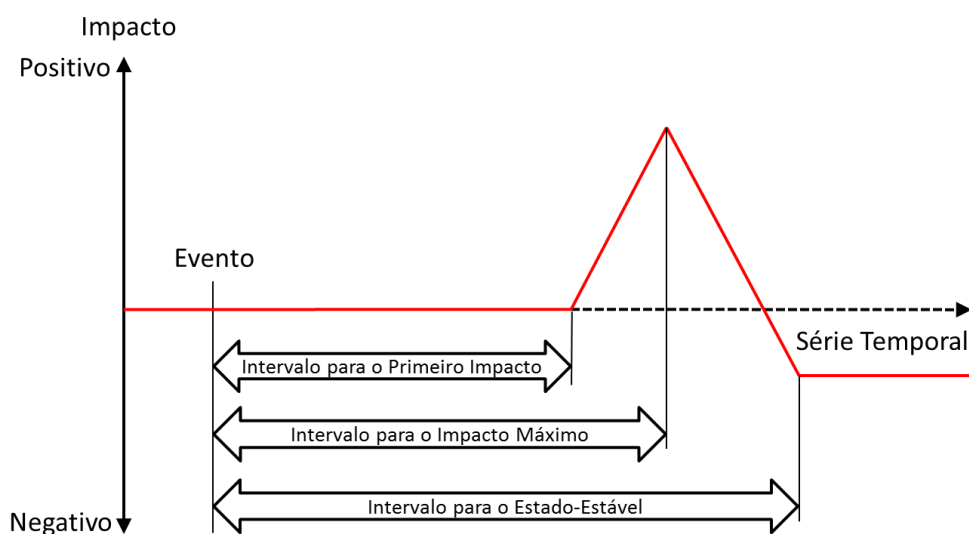 Impacto
Positivo
Evento
Série Temporal
Intervalo para o Primeiro Impacto
Intervalo para o Impacto Máximo
Intervalo para o Estado-Estável
Negativo